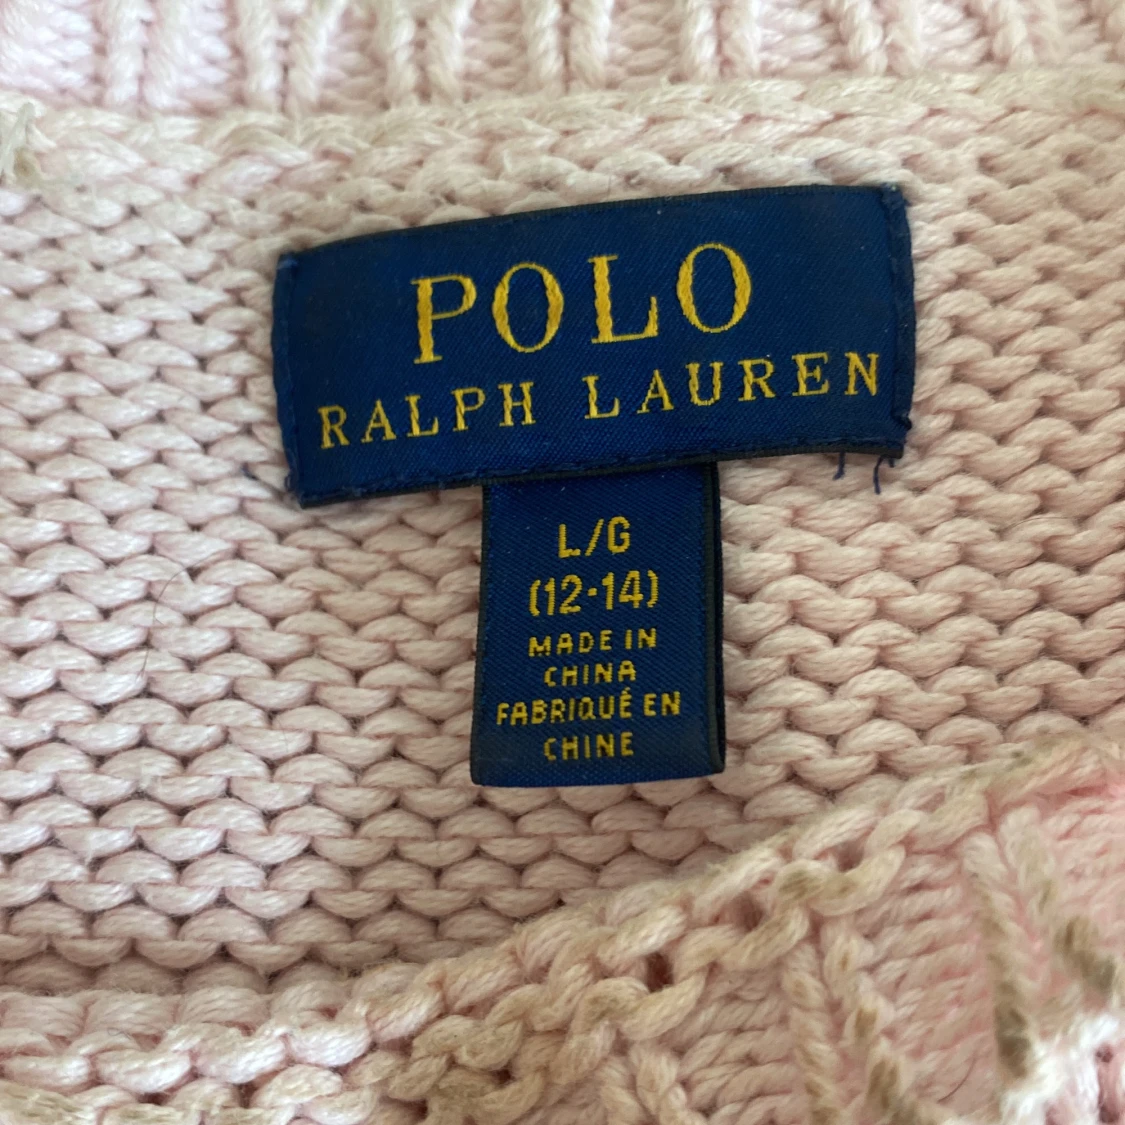 POLO
RALPH LAUREN
L/G
(12-14)
MADE IN
CHINA
FABRIQUÉ EN
CHINE